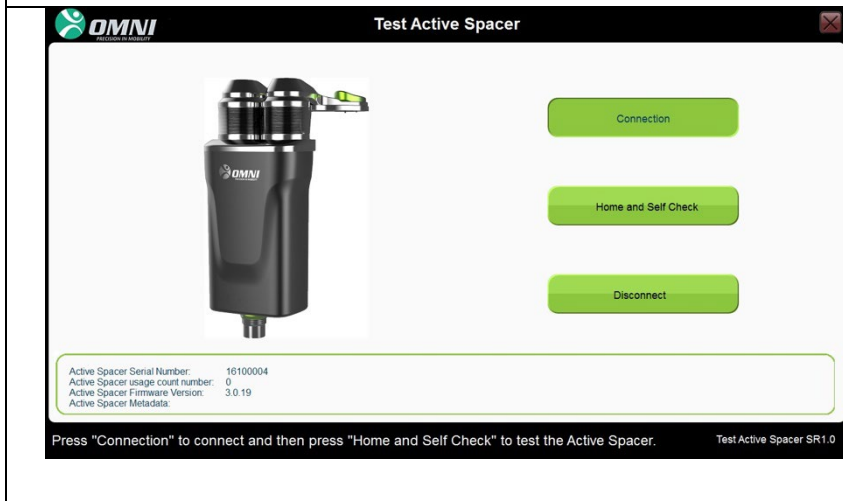 OMNI
PRECISION IN MOBILITY
Test Active Spacer
OMNI
Connection
Home and Self Check
Disconnect
Active Spacer Serial Number: 16100004
Active Spacer usage count number: 0
Active Spacer Firmware Version: 3.0.19
Active Spacer Metadata:
Press "Connection" to connect and then press "Home and Self Check" to test the Active Spacer.
Test Active Spacer SR1.0